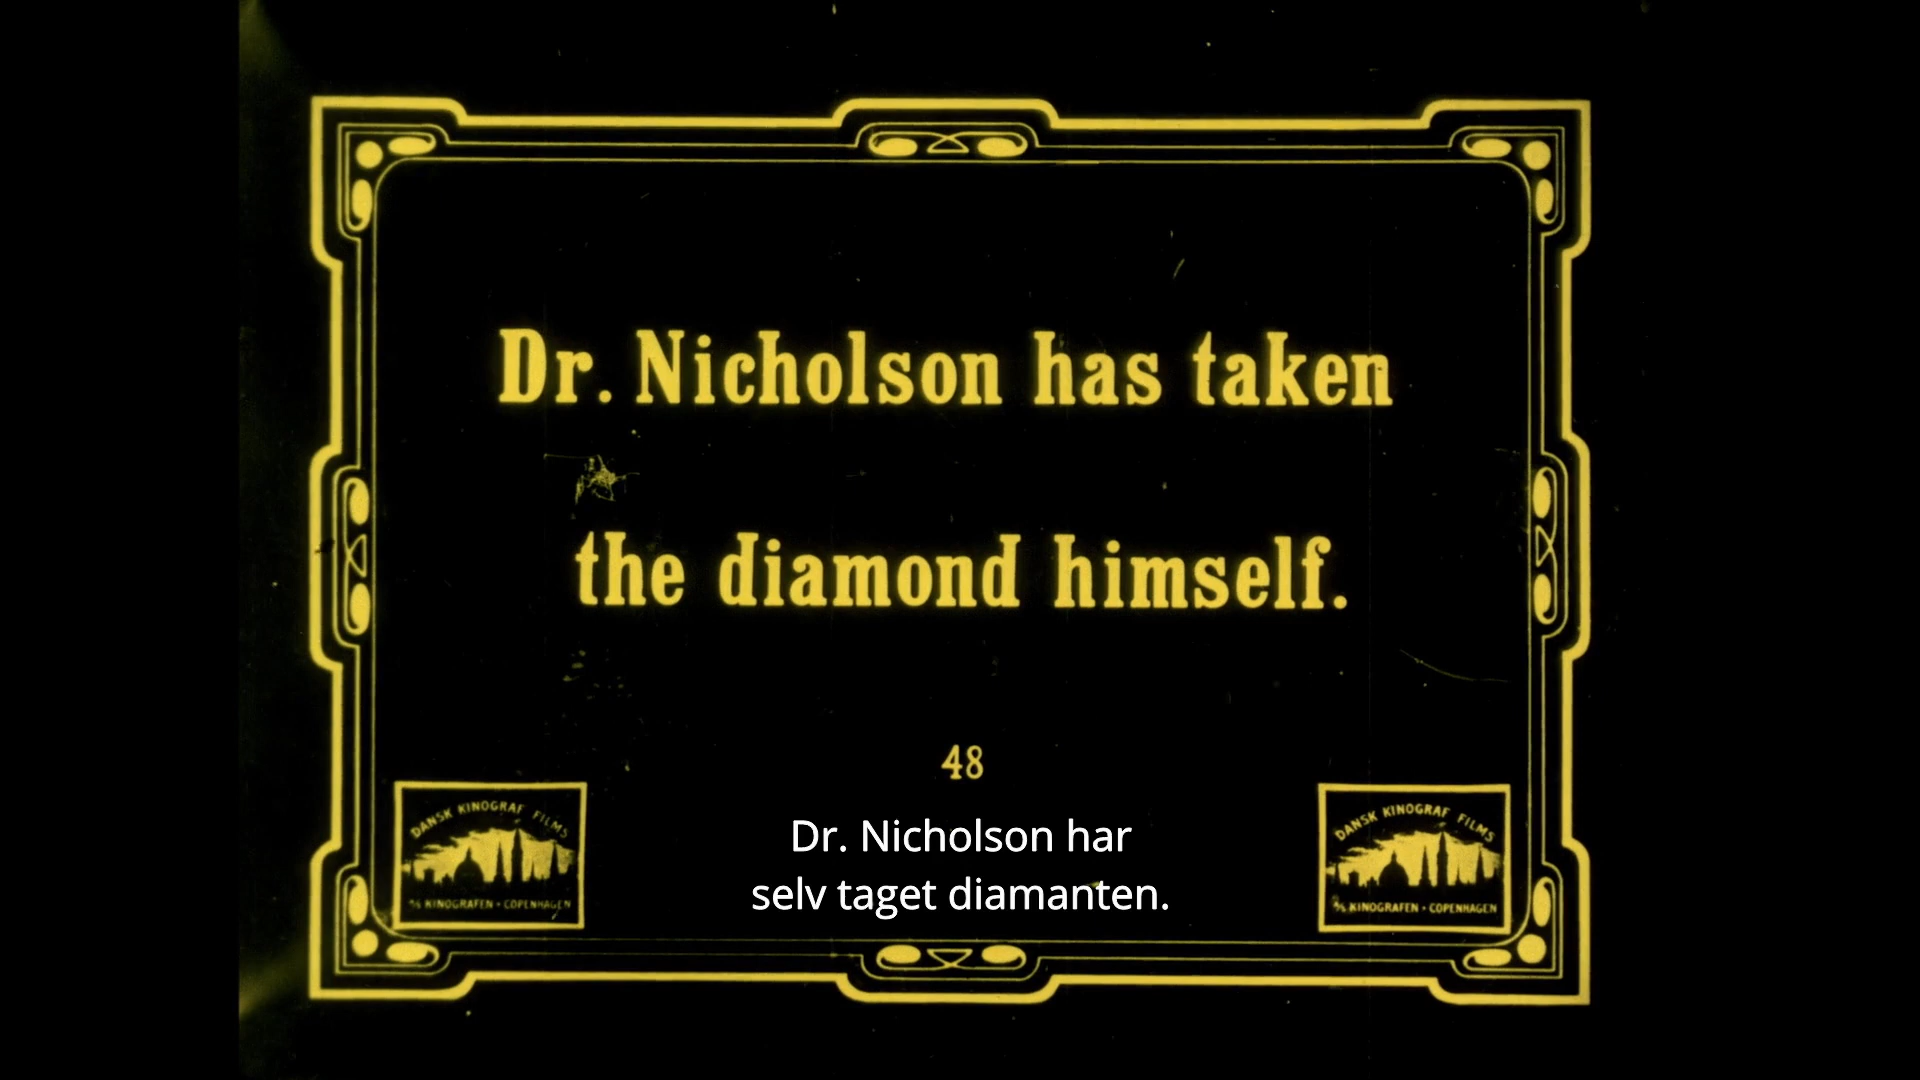 Dr. Nicholson has taken
the diamond himself.
48
DANSK KINOGRAF FILMS
A/S KINOGRAFEN - COPENHAGEN
DANSK KINOGRAF FILMS
A/S KINOGRAFEN - COPENHAGEN
Dr. Nicholson har
selv taget diamanten.